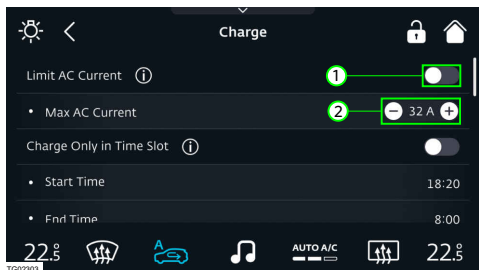 Charge
Limit AC Current i
1
• Max AC Current
2
− 32 A +
Charge Only in Time Slot i
• Start Time 18:20
• End Time 8:00
22.5° A AUTO A/C 22.5°
TG02303